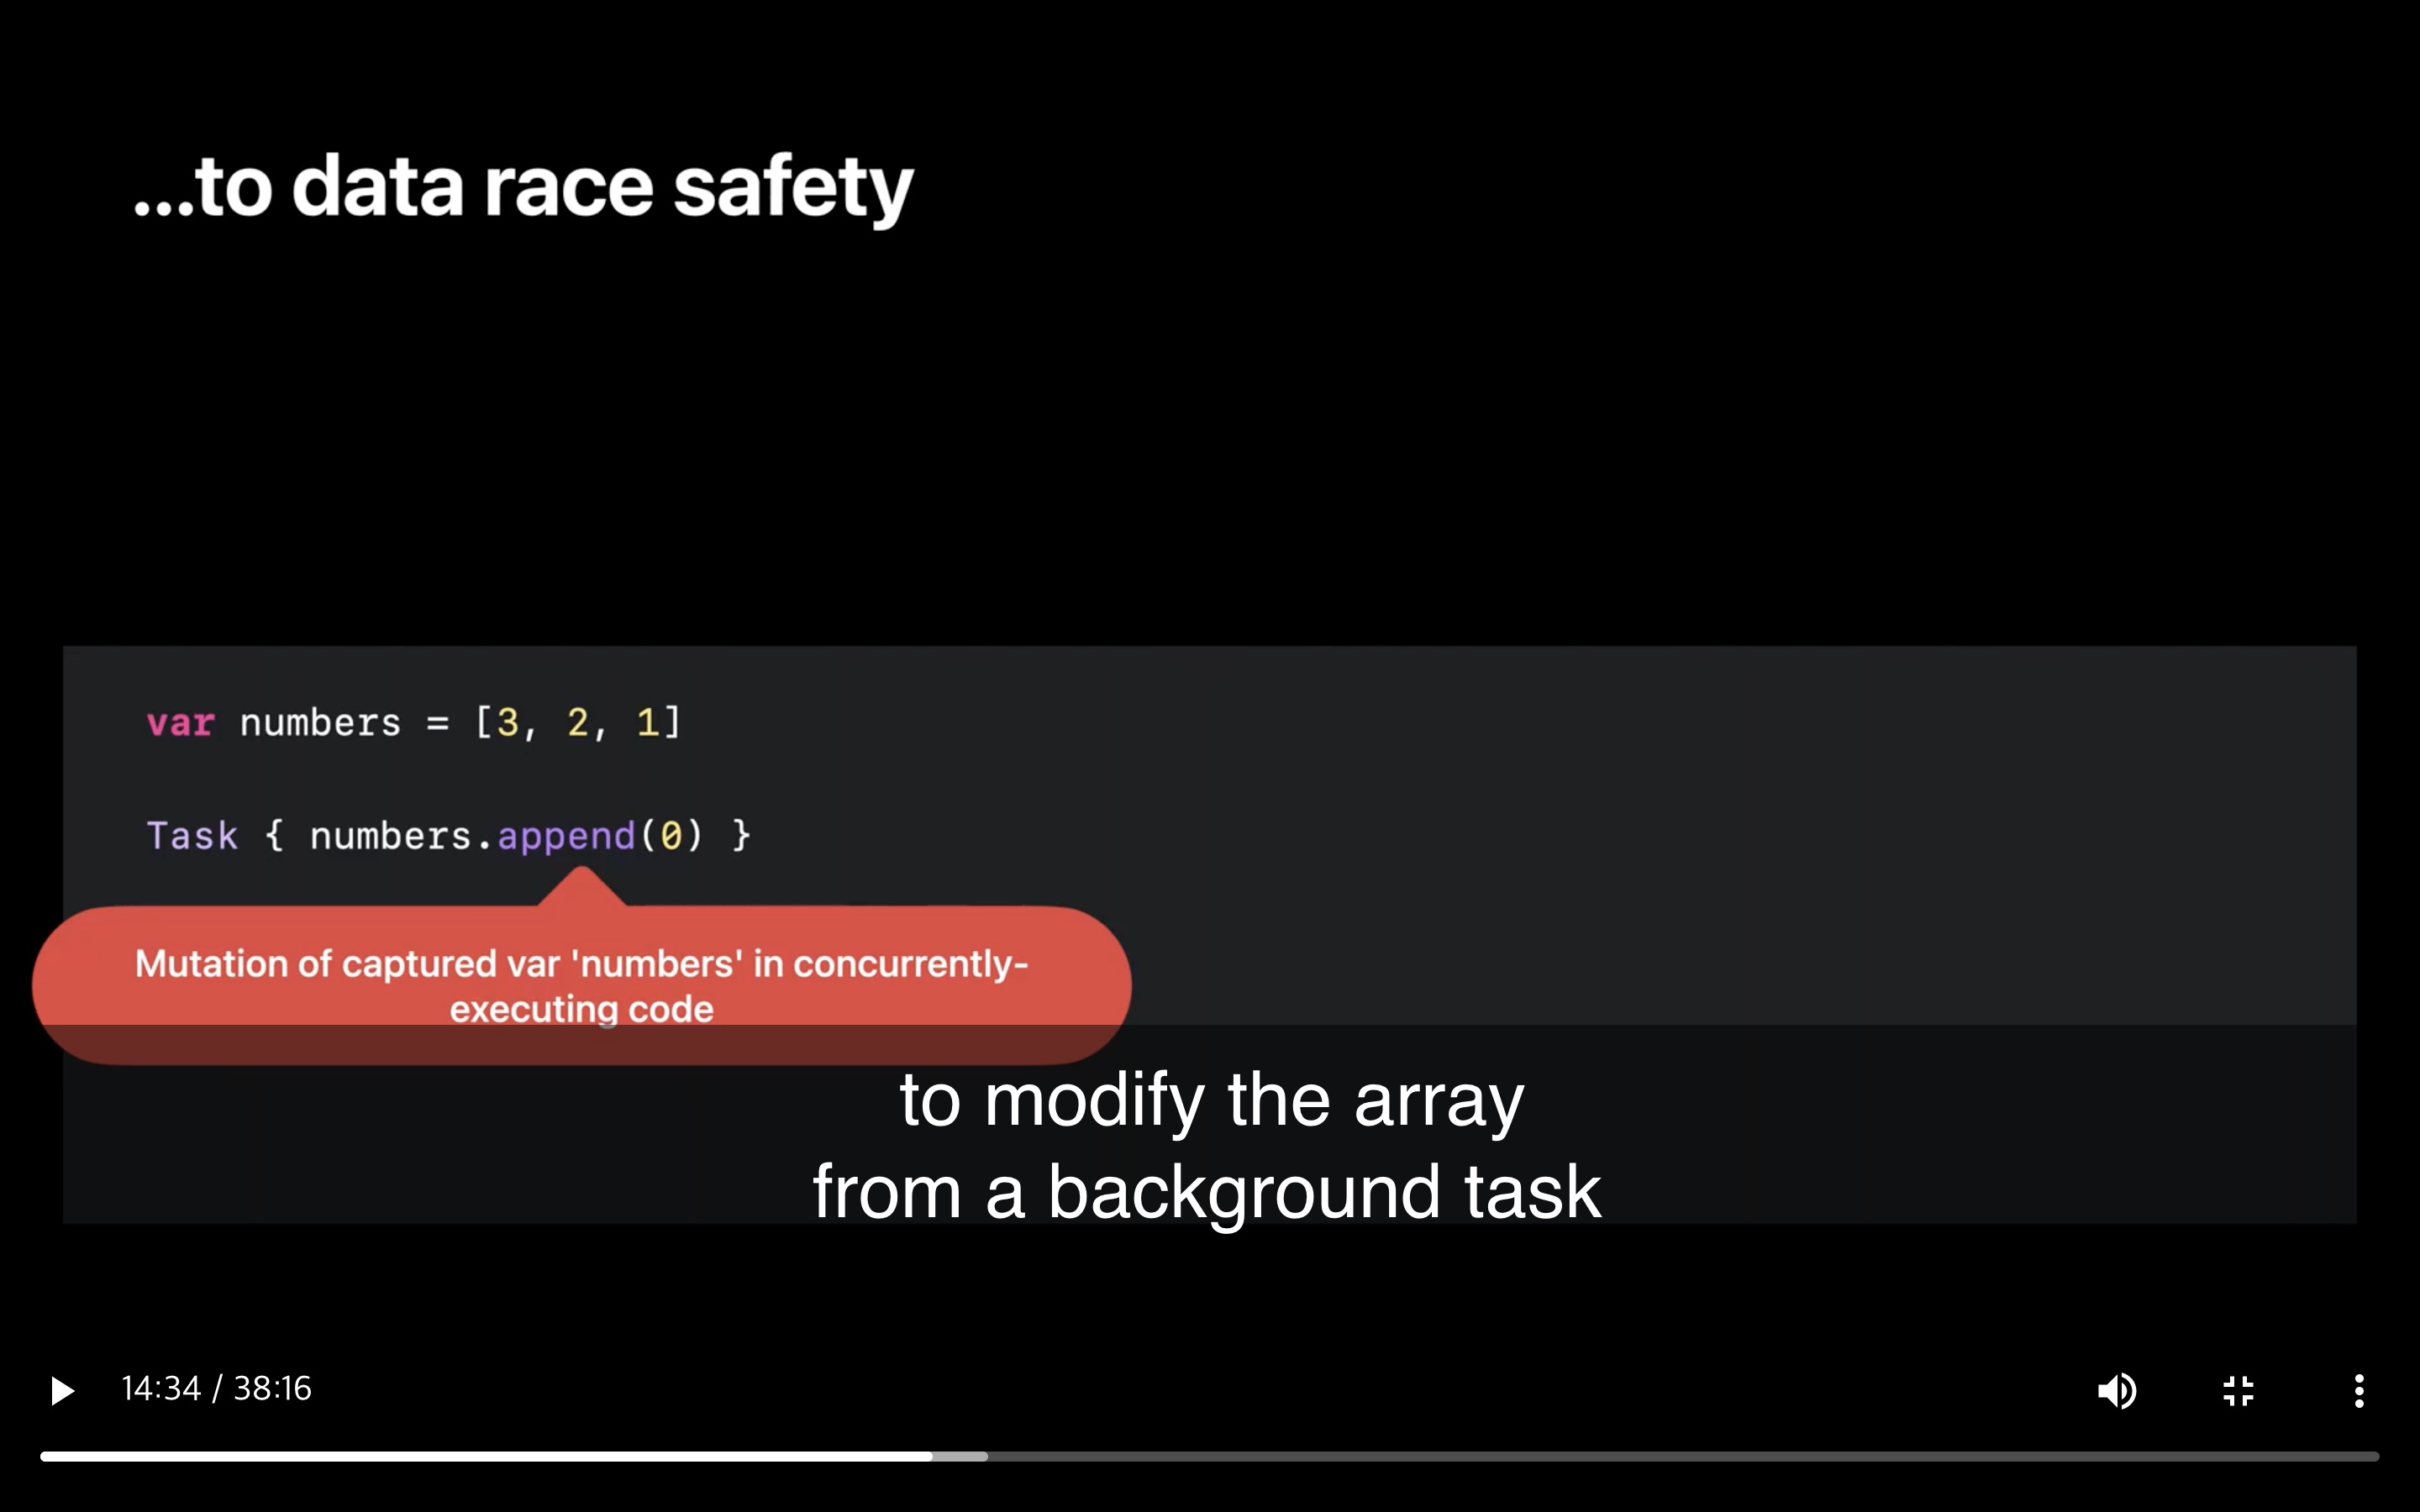 ...to data race safety
var numbers = [3, 2, 1]
Task { numbers.append(0) }
Mutation of captured var 'numbers' in concurrently-
executing code
to modify the array
from a background task
14:34 / 38:16